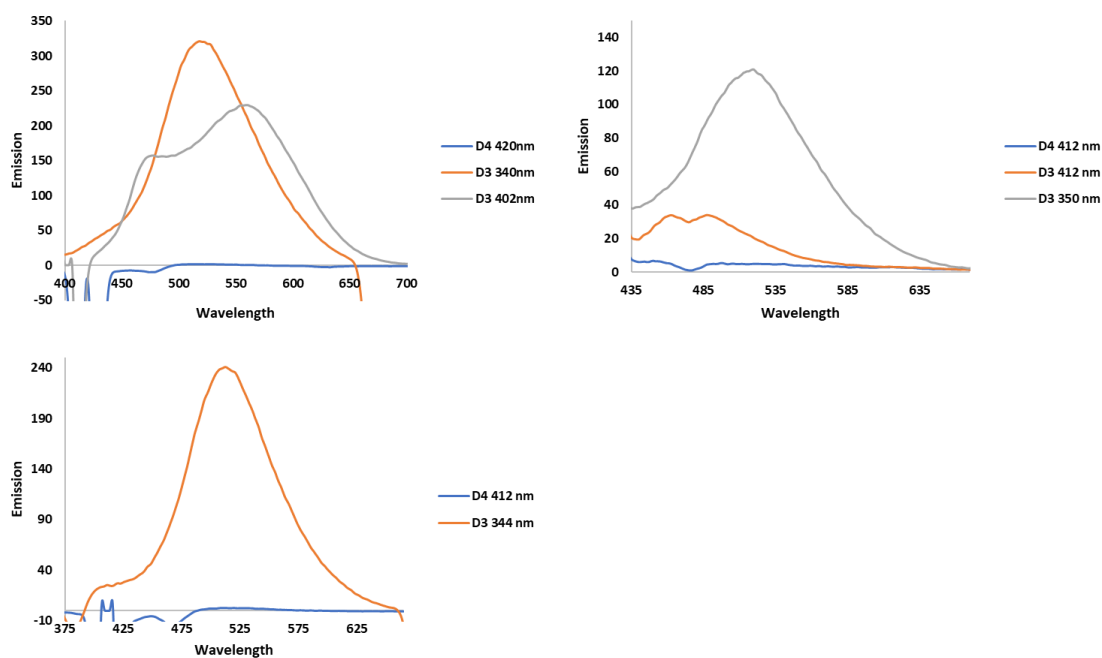 350
300
250
200
150
100
50
0
-50
400
450
500
550
600
650
700
Emission
Wavelength
D4 420nm
D3 340nm
D3 402nm
140
120
100
80
60
40
20
0
435
485
535
585
635
Emission
Wavelength
D4 412 nm
D3 412 nm
D3 350 nm
240
190
140
90
40
-10
375
425
475
525
575
625
Emission
Wavelength
D4 412 nm
D3 344 nm